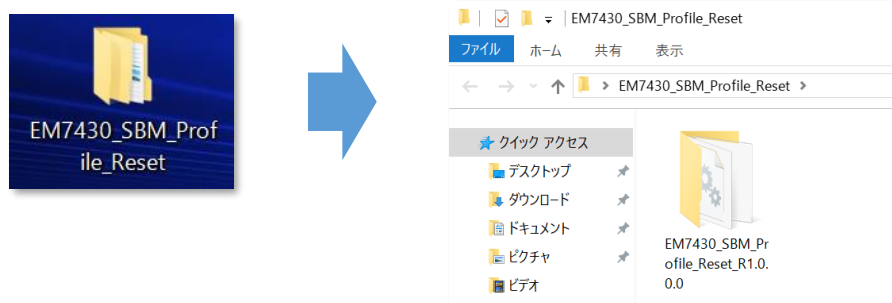 EM7430_SBM_Prof
ile_Reset
EM7430_SBM_Profile_Reset
ファイル ホーム 共有 表示
EM7430_SBM_Profile_Reset
クイック アクセス
デスクトップ
ダウンロード
ドキュメント
ピクチャ
ビデオ
EM7430_SBM_Pr
ofile_Reset_R1.0.
0.0